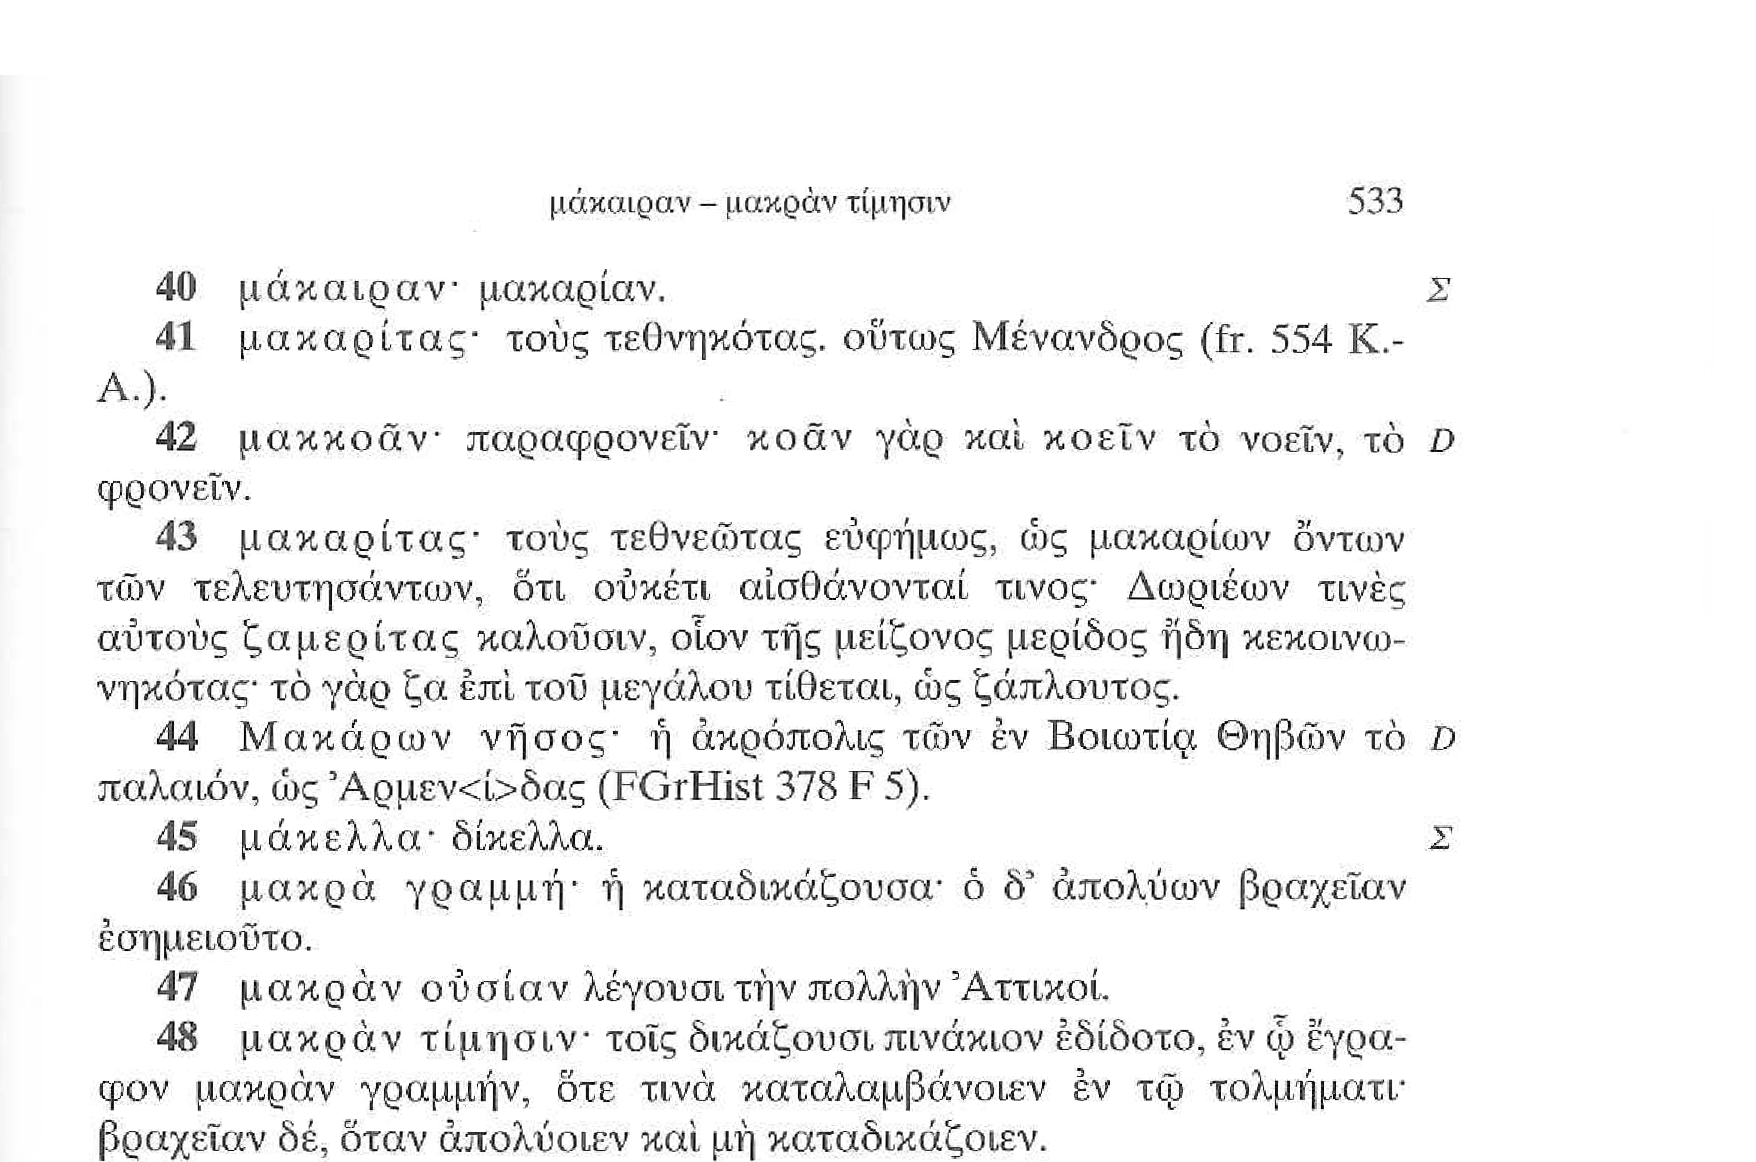 μάκαιραν – μακρὰν τίμησιν 533
40 μάκαιραν· μακαρίαν. Σ
41 μακαρίτας· τοὺς τεθνηκότας. οὕτως Μένανδρος (fr. 554 K.-
A.).
42 μακκοᾶν· παραφρονεῖν· κοᾶν γὰρ καὶ κοεῖν τὸ νοεῖν, τὸ D
φρονεῖν.
43 μακαρίτας· τοὺς τεθνεῶτας εὐφήμως, ὡς μακαρίων ὄντων
τῶν τελευτησάντων, ὅτι οὐκέτι αἰσθάνονταί τινος· Δωριέων τινὲς
αὐτοὺς ζαμερίτας καλοῦσιν, οἷον τῆς μείζονος μερίδος ἤδη κεκοινω-
νηκότας· τὸ γὰρ ζα ἐπὶ τοῦ μεγάλου τίθεται, ὡς ζάπλουτος.
44 Μακάρων νῆσος· ἡ ἀκρόπολις τῶν ἐν Βοιωτίᾳ Θηβῶν τὸ D
παλαιόν, ὡς Ἀρμεν<ί>δας (FGrHist 378 F 5).
45 μάκελλα· δίκελλα. Σ
46 μακρὰ γραμμή· ἡ καταδικάζουσα· ὁ δ’ ἀπολύων βραχεῖαν
ἐσημειοῦτο.
47 μακρὰν οὐσίαν λέγουσι τὴν πολλὴν Ἀττικοί.
48 μακρὰν τίμησιν· τοῖς δικάζουσι πινάκιον ἐδίδοτο, ἐν ᾧ ἔγρα-
φον μακρὰν γραμμήν, ὅτε τινὰ καταλαμβάνοιεν ἐν τῷ τολμήματι·
βραχεῖαν δέ, ὅταν ἀπολύοιεν καὶ μὴ καταδικάζοιεν.